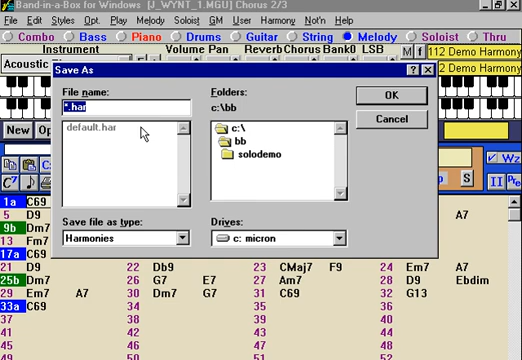 Band-in-a-Box for Windows [J_WYNT_1.MGU] Chorus 2/3
File Edit Styles Opt. Play Melody Soloist GM User Harmony Not'n Help
Combo Bass Piano Drums Guitar String Melody Soloist Thru
Instrument Volume Pan Reverb Chorus Bank0 LSB
M f 112 Demo Harmony
Acoustic
2 Demo Harmony
Save As
File name: Folders:
*.har c:\bb OK
default.har c:\ Cancel
bb
solodemo
New Op
Wz
C7 S II
Save file as type: Drives:
Harmonies c: micron
1a C69
5 D9 A7
9b Dm7
13 Fm7
17a C69
21 D9 22 Db9 23 CMaj7 F9 24 Em7 A7
25b Dm7 26 G7 E7 27 Am7 28 D9 Ebdim
29 Em7 A7 30 Dm7 G7 31 C69 32 G13
33a C69 34 35 36
37 38 39 40
41 42 43 44
45 46 47 48
49 50 51 52